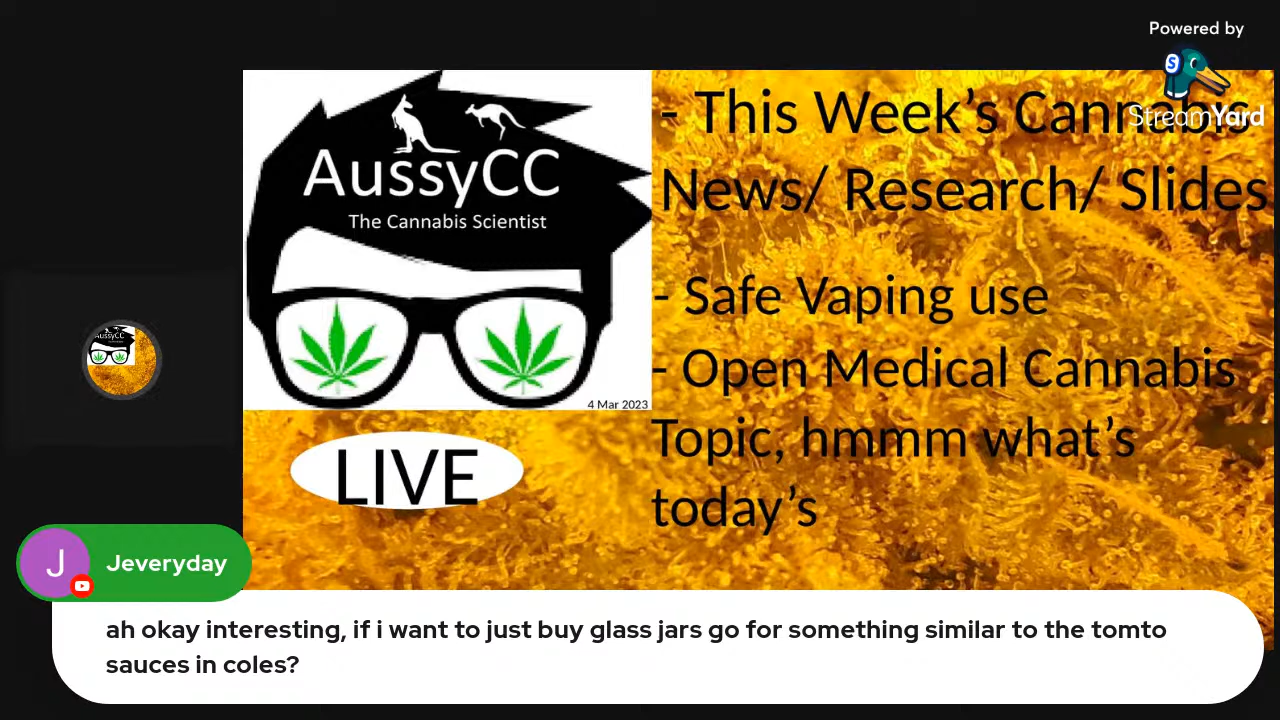 Powered by
StreamYard
- This Week's Cannabis
News/ Research/ Slides
AussyCC
The Cannabis Scientist
- Safe Vaping use
- Open Medical Cannabis
4 Mar 2023
Topic, hmmm what's
LIVE
today's
J
Jeveryday
ah okay interesting, if i want to just buy glass jars go for something similar to the tomto
sauces in coles?